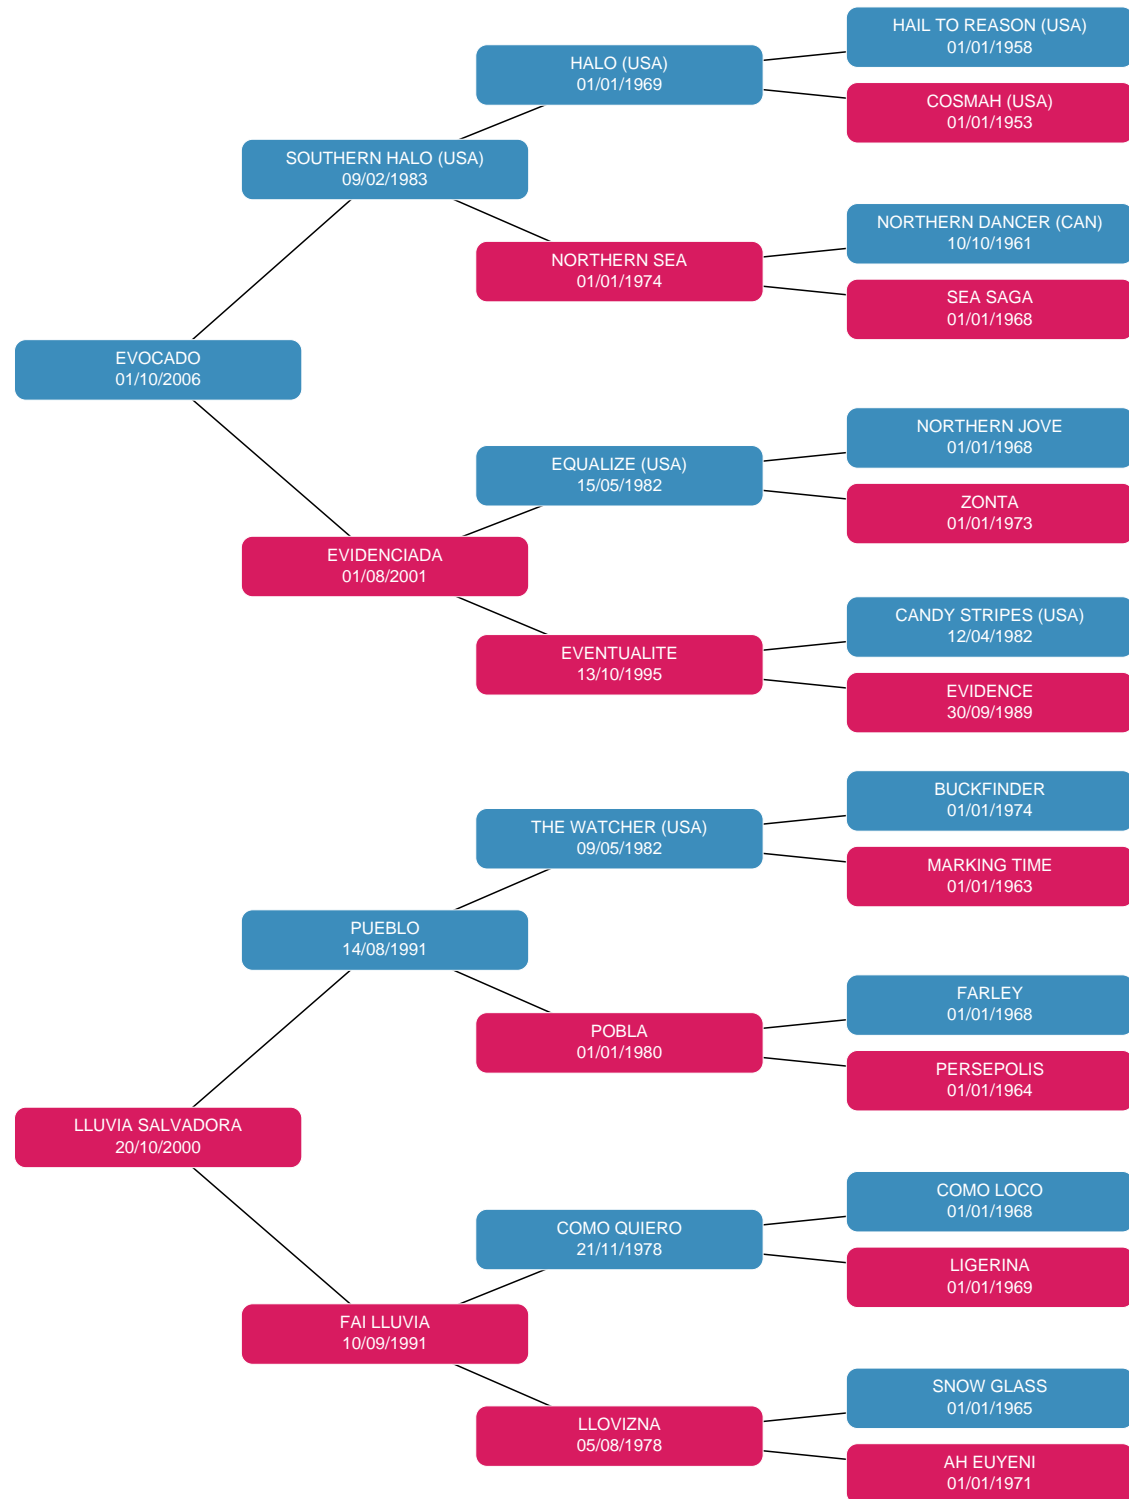 HAIL TO REASON (USA)
01/01/1958
HALO (USA)
01/01/1969
COSMAH (USA)
01/01/1953
SOUTHERN HALO (USA)
09/02/1983
NORTHERN DANCER (CAN)
10/10/1961
NORTHERN SEA
01/01/1974
SEA SAGA
01/01/1968
EVOCADO
01/10/2006
NORTHERN JOVE
01/01/1968
EQUALIZE (USA)
15/05/1982
ZONTA
01/01/1973
EVIDENCIADA
01/08/2001
CANDY STRIPES (USA)
12/04/1982
EVENTUALITE
13/10/1995
EVIDENCE
30/09/1989
BUCKFINDER
01/01/1974
THE WATCHER (USA)
09/05/1982
MARKING TIME
01/01/1963
PUEBLO
14/08/1991
FARLEY
01/01/1968
POBLA
01/01/1980
PERSEPOLIS
01/01/1964
LLUVIA SALVADORA
20/10/2000
COMO LOCO
01/01/1968
COMO QUIERO
21/11/1978
LIGERINA
01/01/1969
FAI LLUVIA
10/09/1991
SNOW GLASS
01/01/1965
LLOVIZNA
05/08/1978
AH EUYENI
01/01/1971